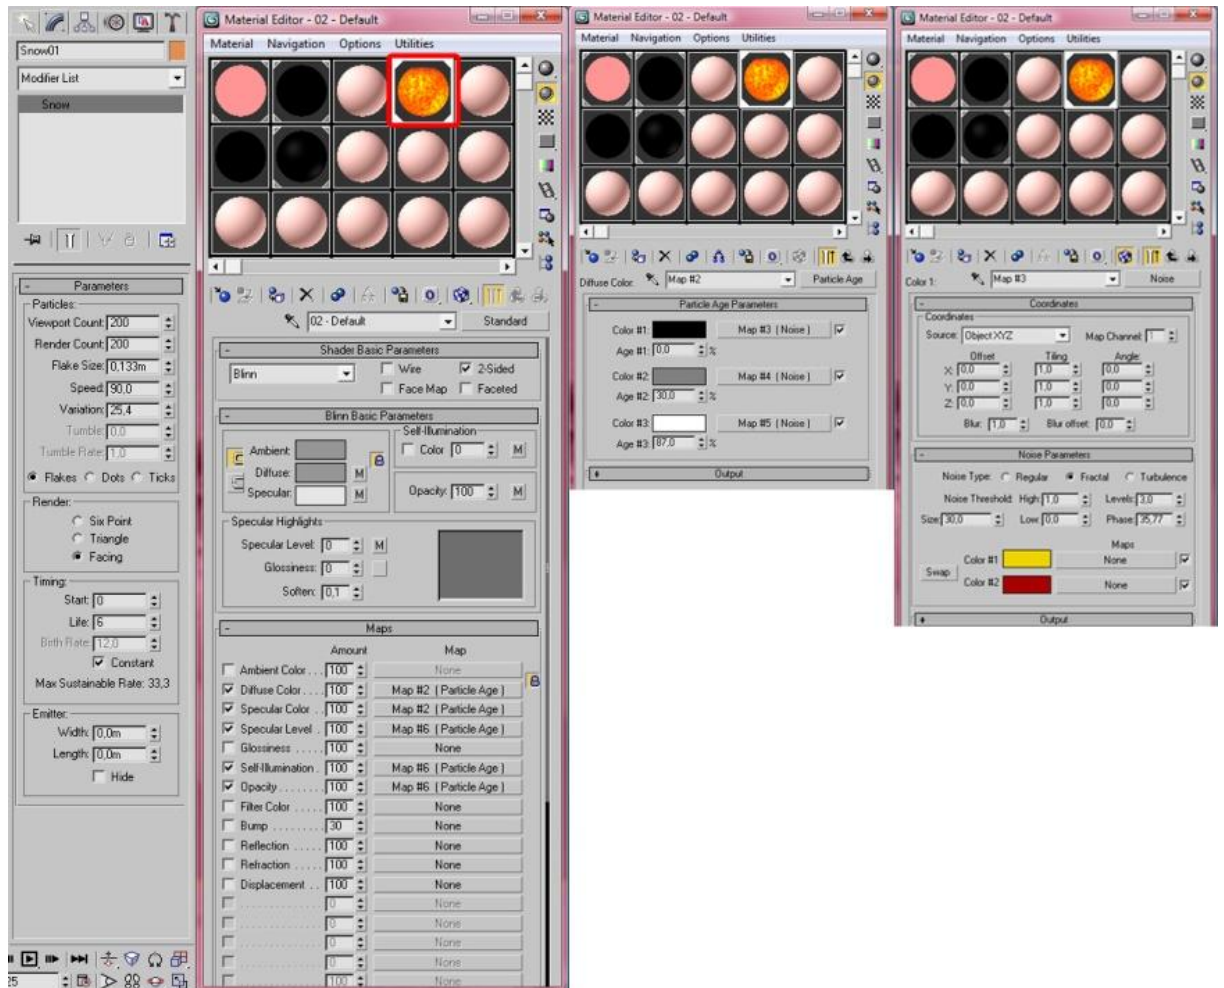 Snow01
Modifier List
Snow
- Parameters
Particles:
Viewport Count: 200
Render Count: 200
Flake Size: 0,133m
Speed: 90,0
Variation: 25,4
Tumble: 0,0
Tumble Rate: 1,0
Flakes Dots Ticks
Render:
Six Point
Triangle
Facing
Timing:
Start: 0
Life: 6
Birth Rate: 12,0
Constant
Max Sustainable Rate: 33,3
Emitter:
Width: 0,0m
Length: 0,0m
Hide
25
Material Editor - 02 - Default
Material Navigation Options Utilities
02 - Default Standard
- Shader Basic Parameters
Blinn Wire 2-Sided
Face Map Faceted
- Blinn Basic Parameters
Self-Illumination
Ambient: Color 0 M
Diffuse: M
Specular: M Opacity: 100 M
Specular Highlights
Specular Level: 0 M
Glossiness: 0
Soften: 0,1
- Maps
Amount Map
Ambient Color . . . 100 None
Diffuse Color . . . . 100 Map #2 ( Particle Age )
Specular Color . . 100 Map #2 ( Particle Age )
Specular Level . . 100 Map #6 ( Particle Age )
Glossiness . . . . . 100 None
Self-Illumination . . 100 Map #6 ( Particle Age )
Opacity . . . . . . . . 100 Map #6 ( Particle Age )
Filter Color . . . . . 100 None
Bump . . . . . . . . . 30 None
Reflection . . . . . . 100 None
Refraction . . . . . . 100 None
Displacement . . . 100 None
0 None
0 None
0 None
0 None
100 None
Material Editor - 02 - Default
Material Navigation Options Utilities
Diffuse Color: Map #2 Particle Age
- Particle Age Parameters
Color #1: Map #3 ( Noise )
Age #1: 0,0 %
Color #2: Map #4 ( Noise )
Age #2: 30,0 %
Color #3: Map #5 ( Noise )
Age #3: 87,0 %
+ Output
Material Editor - 02 - Default
Material Navigation Options Utilities
Color 1: Map #3 Noise
- Coordinates
Coordinates
Source: Object XYZ Map Channel: 1
Offset Tiling Angle:
X: 0,0 1,0 0,0
Y: 0,0 1,0 0,0
Z: 0,0 1,0 0,0
Blur: 1,0 Blur offset: 0,0
- Noise Parameters
Noise Type: Regular Fractal Turbulence
Noise Threshold: High: 1,0 Levels: 3,0
Size: 30,0 Low: 0,0 Phase: 35,77
Maps
Color #1 None
Swap
Color #2 None
+ Output